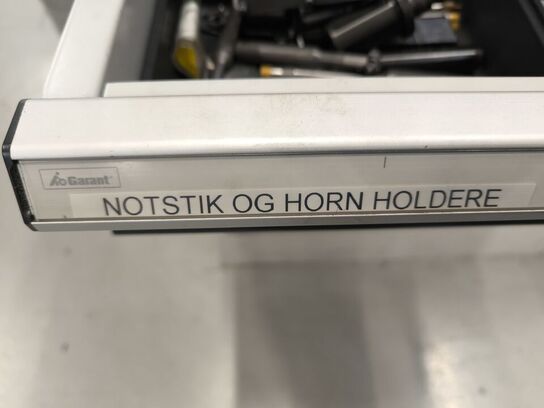 Garant
NOTSTIK OG HORN HOLDERE